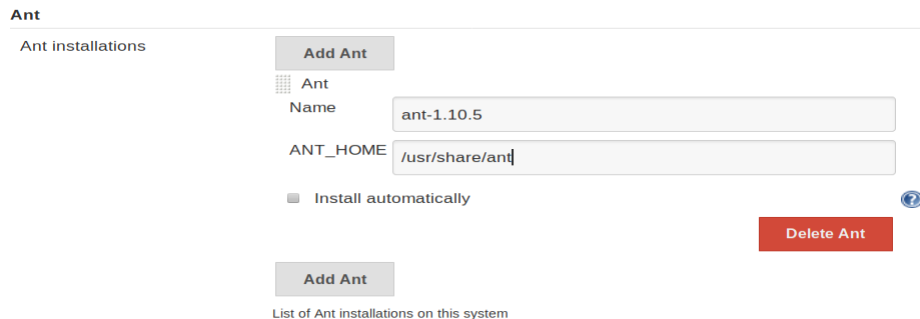 Ant
Ant installations
Add Ant
Ant
Name
ant-1.10.5
ANT_HOME
/usr/share/ant
Install automatically
?
Delete Ant
Add Ant
List of Ant installations on this system